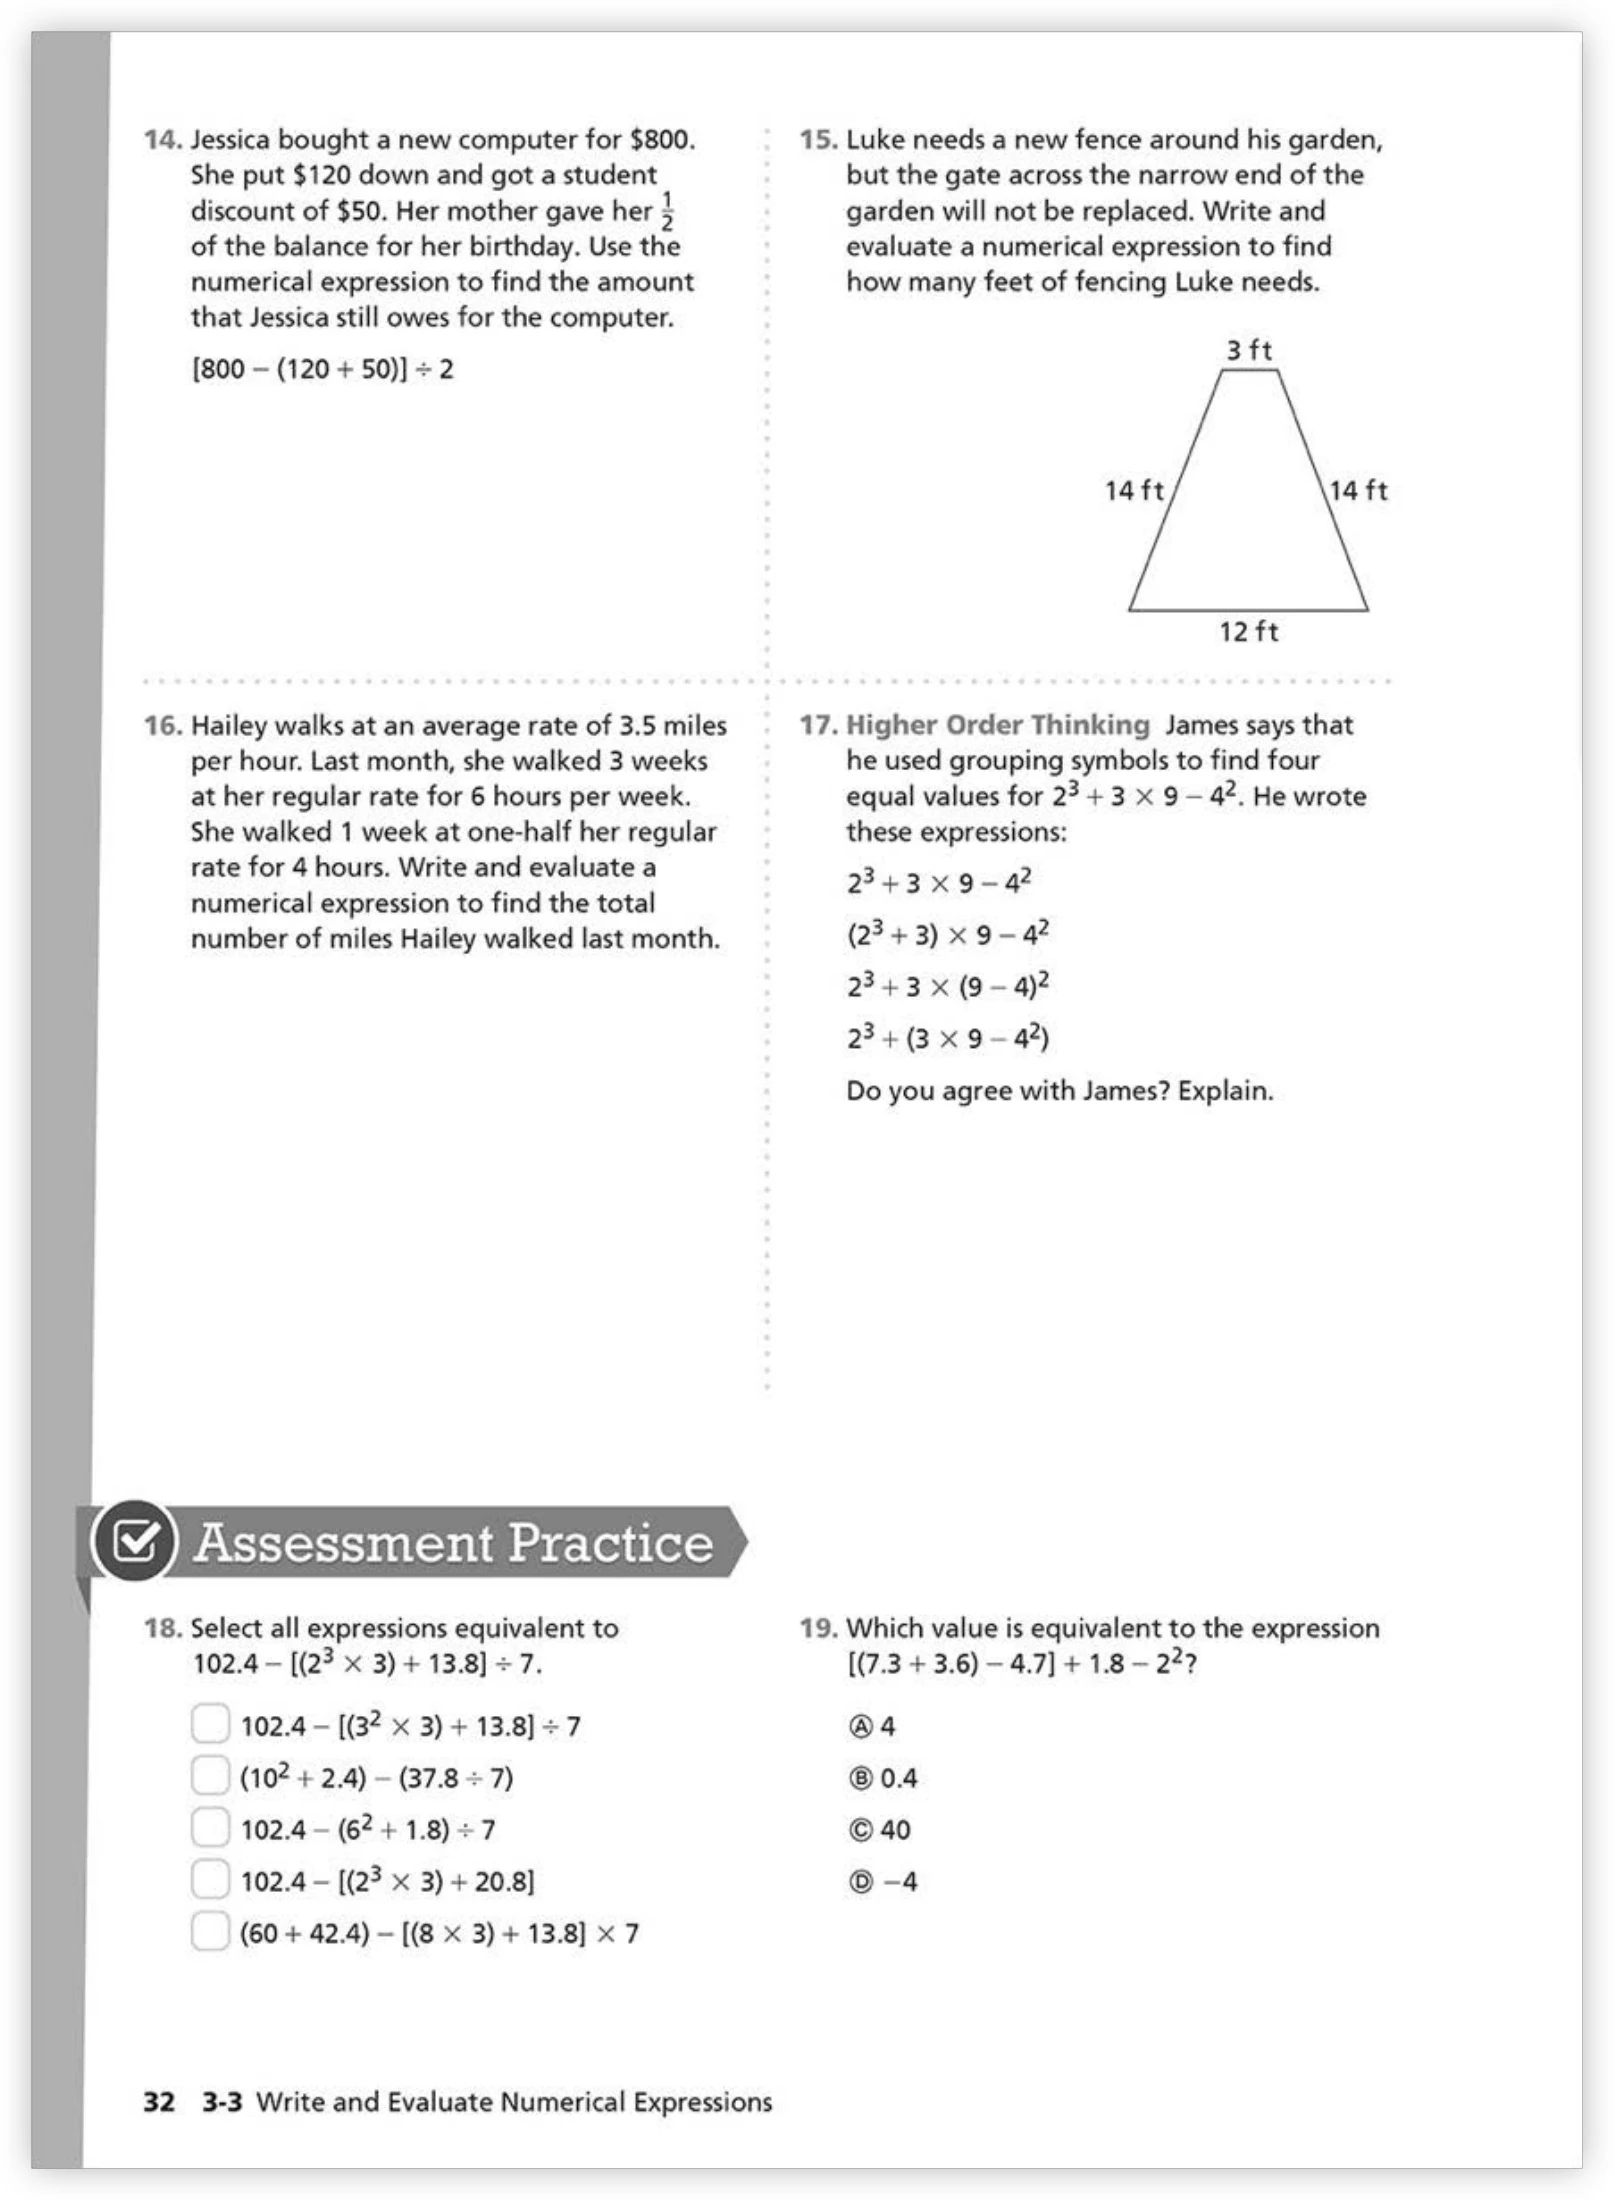 14. Jessica bought a new computer for $800.
She put $120 down and got a student
discount of $50. Her mother gave her 1/2
of the balance for her birthday. Use the
numerical expression to find the amount
that Jessica still owes for the computer.
[800 − (120 + 50)] ÷ 2
15. Luke needs a new fence around his garden,
but the gate across the narrow end of the
garden will not be replaced. Write and
evaluate a numerical expression to find
how many feet of fencing Luke needs.
3 ft
14 ft
14 ft
12 ft
16. Hailey walks at an average rate of 3.5 miles
per hour. Last month, she walked 3 weeks
at her regular rate for 6 hours per week.
She walked 1 week at one-half her regular
rate for 4 hours. Write and evaluate a
numerical expression to find the total
number of miles Hailey walked last month.
17. Higher Order Thinking James says that
he used grouping symbols to find four
equal values for 2³ + 3 × 9 − 4². He wrote
these expressions:
2³ + 3 × 9 − 4²
(2³ + 3) × 9 − 4²
2³ + 3 × (9 − 4)²
2³ + (3 × 9 − 4²)
Do you agree with James? Explain.
Assessment Practice
18. Select all expressions equivalent to
102.4 − [(2³ × 3) + 13.8] ÷ 7.
102.4 − [(3² × 3) + 13.8] ÷ 7
(10² + 2.4) − (37.8 ÷ 7)
102.4 − (6² + 1.8) ÷ 7
102.4 − [(2³ × 3) + 20.8]
(60 + 42.4) − [(8 × 3) + 13.8] × 7
19. Which value is equivalent to the expression
[(7.3 + 3.6) − 4.7] + 1.8 − 2²?
Ⓐ 4
Ⓑ 0.4
Ⓒ 40
Ⓓ −4
32 3-3 Write and Evaluate Numerical Expressions